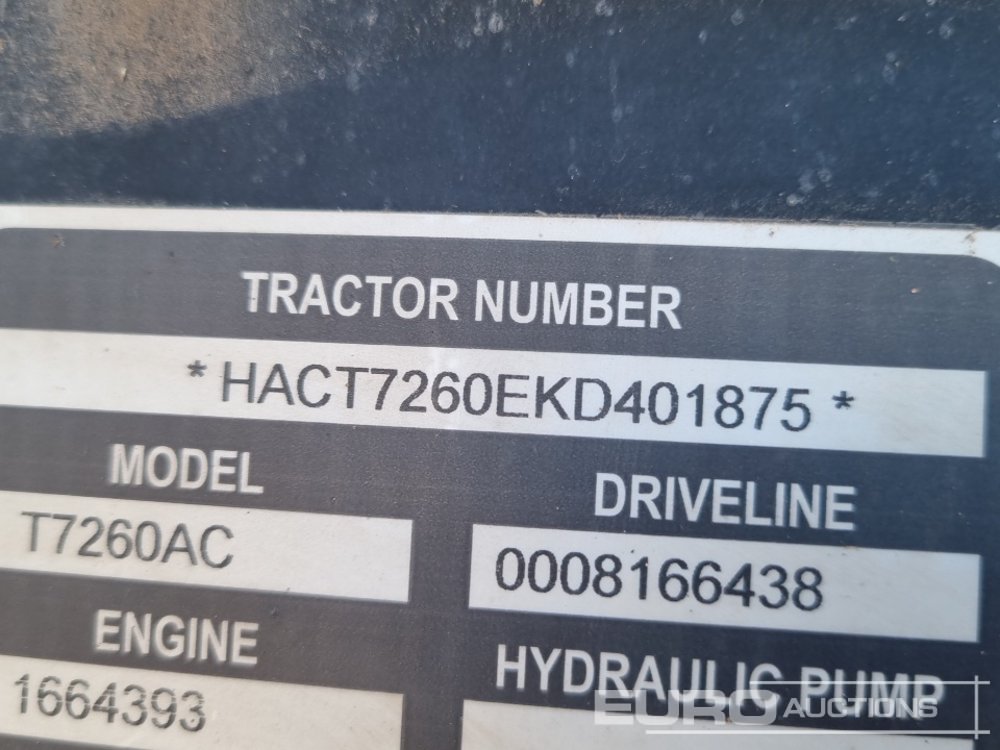 TRACTOR NUMBER
* HACT7260EKD401875 *
MODEL
DRIVELINE
T7260AC
0008166438
ENGINE
HYDRAULIC PUMP
1664393
EURO AUCTIONS